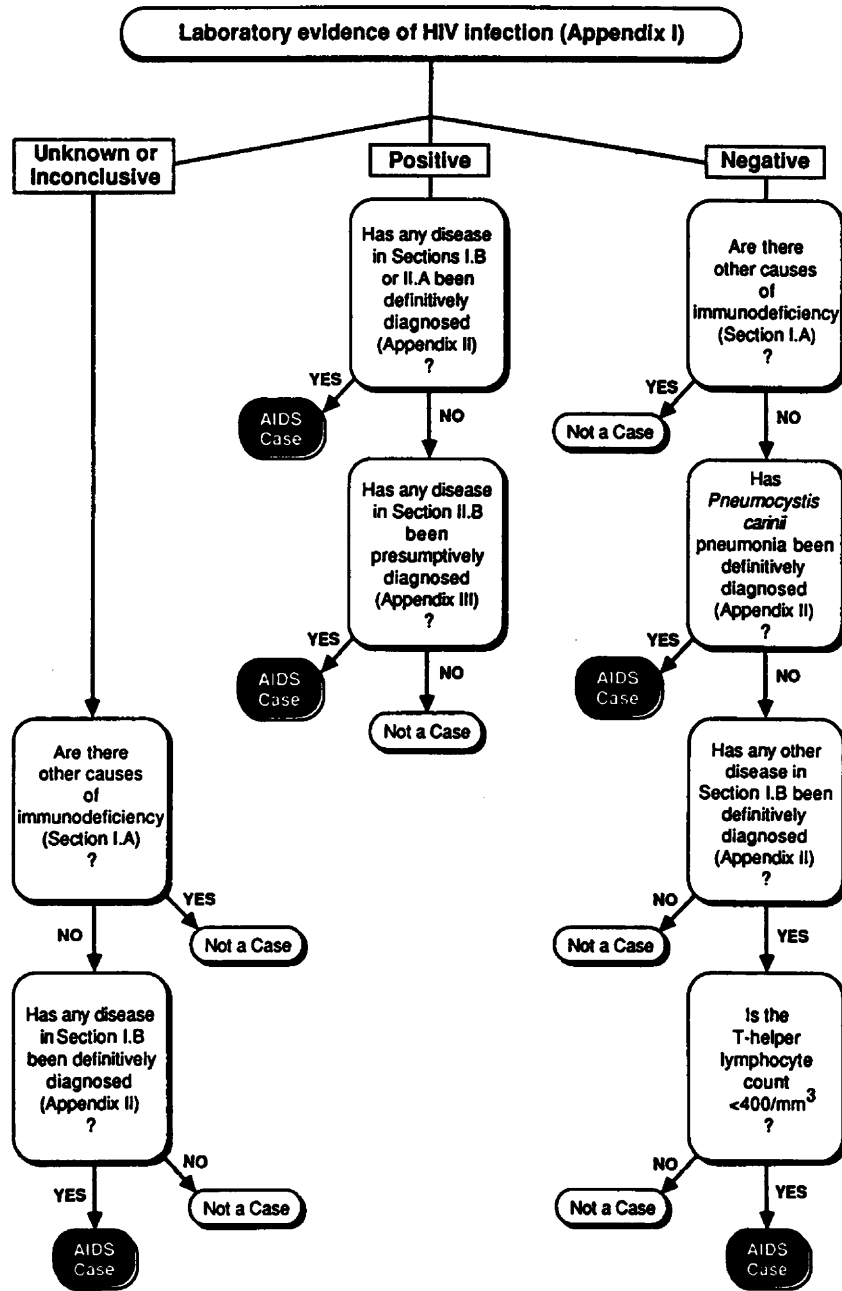 Laboratory evidence of HIV infection (Appendix I)
Unknown or
Inconclusive
Are there
other causes
of
immunodeficiency
(Section I.A)
?
YES
Not a Case
NO
Has any disease
in Section I.B
been definitively
diagnosed
(Appendix II)
?
NO
Not a Case
YES
AIDS
Case
Positive
Has any disease
in Sections I.B
or II.A been
definitively
diagnosed
(Appendix II)
?
YES
AIDS
Case
NO
Has any disease
in Section II.B
been
presumptively
diagnosed
(Appendix III)
?
YES
AIDS
Case
NO
Not a Case
Negative
Are there
other causes
of
immunodeficiency
(Section I.A)
?
YES
Not a Case
NO
Has
Pneumocystis
carinii
pneumonia been
definitively
diagnosed
(Appendix II)
?
YES
AIDS
Case
NO
Has any other
disease in
Section I.B been
definitively
diagnosed
(Appendix II)
?
NO
Not a Case
YES
Is the
T-helper
lymphocyte
count
<400/mm³
?
NO
Not a Case
YES
AIDS
Case